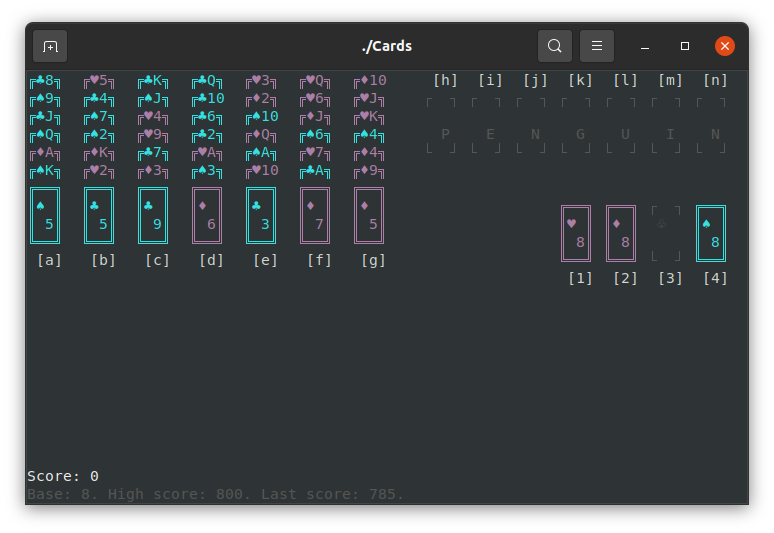 ./Cards
♣8 ♥5 ♣K ♣Q ♥3 ♥Q ♦10 [h] [i] [j] [k] [l] [m] [n]
♠9 ♣4 ♠J ♣10 ♦2 ♥6 ♥J
♣J ♠7 ♥4 ♣6 ♠10 ♦J ♥K
♠Q ♠2 ♥9 ♣2 ♦Q ♠6 ♠4 P E N G U I N
♦A ♦K ♣7 ♥A ♠A ♥7 ♦4
♠K ♥2 ♦3 ♠3 ♥10 ♣A ♦9
♠ ♣ ♣ ♦ ♣ ♦ ♦
5 5 9 6 3 7 5
[a] [b] [c] [d] [e] [f] [g]
♥ ♦ ♧ ♠
8 8 8
[1] [2] [3] [4]
Score: 0
Base: 8. High score: 800. Last score: 785.